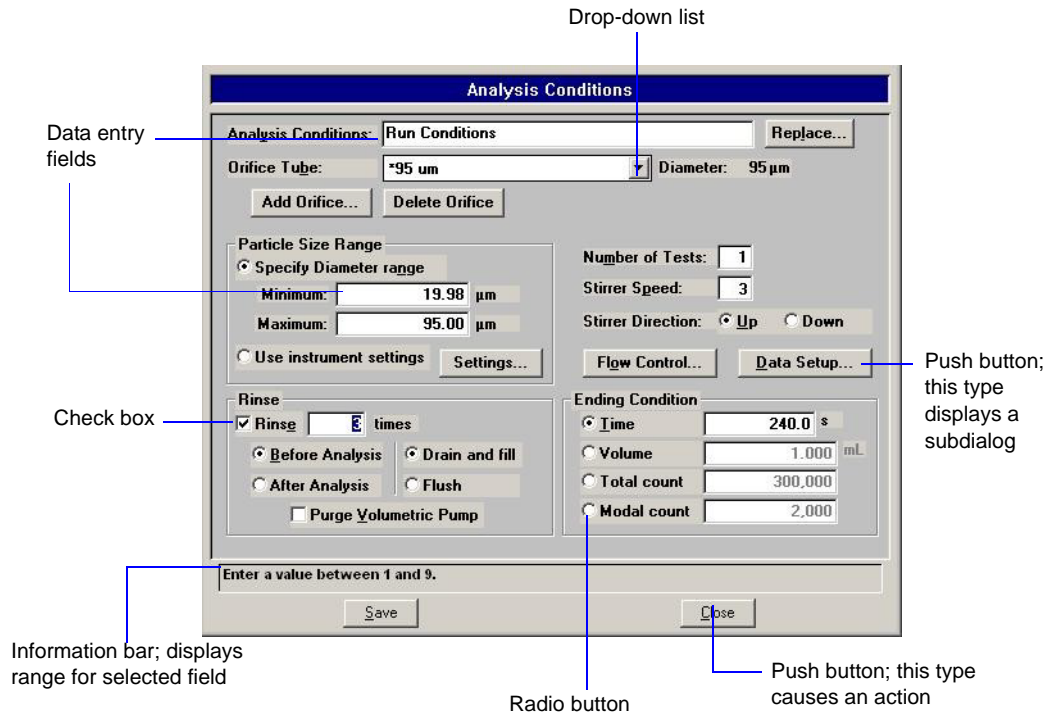 Drop-down list
Analysis Conditions
Data entry
fields
Analysis Conditions: Run Conditions Replace...
Orifice Tube: *95 um Diameter: 95 µm
Add Orifice... Delete Orifice
Particle Size Range
Specify Diameter range
Minimum: 19.98 µm
Maximum: 95.00 µm
Use instrument settings Settings...
Number of Tests: 1
Stirrer Speed: 3
Stirrer Direction: Up Down
Flow Control... Data Setup...
Push button;
this type
displays a
subdialog
Check box
Rinse
Rinse 3 times
Before Analysis Drain and fill
After Analysis Flush
Purge Volumetric Pump
Ending Condition
Time 240.0 s
Volume 1.000 mL
Total count 300,000
Modal count 2,000
Enter a value between 1 and 9.
Save Close
Information bar; displays
range for selected field
Radio button
Push button; this type
causes an action